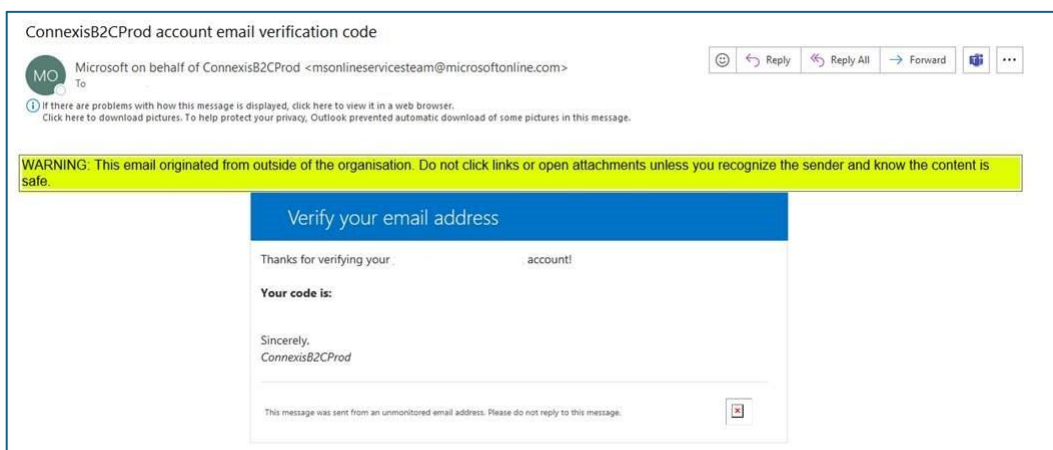 ConnexisB2CProd account email verification code
MO
Microsoft on behalf of ConnexisB2CProd <msonlineservicesteam@microsoftonline.com>
To
Reply
Reply All
Forward
If there are problems with how this message is displayed, click here to view it in a web browser.
Click here to download pictures. To help protect your privacy, Outlook prevented automatic download of some pictures in this message.
WARNING: This email originated from outside of the organisation. Do not click links or open attachments unless you recognize the sender and know the content is
safe.
Verify your email address
Thanks for verifying your account!
Your code is:
Sincerely,
ConnexisB2CProd
This message was sent from an unmonitored email address. Please do not reply to this message.